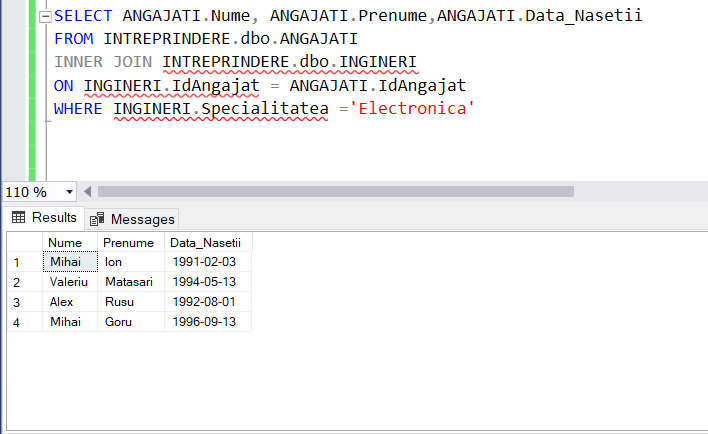 SELECT ANGAJATI.Nume, ANGAJATI.Prenume,ANGAJATI.Data_Nasetii
FROM INTREPRINDERE.dbo.ANGAJATI
INNER JOIN INTREPRINDERE.dbo.INGINERI
ON INGINERI.IdAngajat = ANGAJATI.IdAngajat
WHERE INGINERI.Specialitatea ='Electronica'
110 %
Results Messages
Nume Prenume Data_Nasetii
1 Mihai Ion 1991-02-03
2 Valeriu Matasari 1994-05-13
3 Alex Rusu 1992-08-01
4 Mihai Goru 1996-09-13